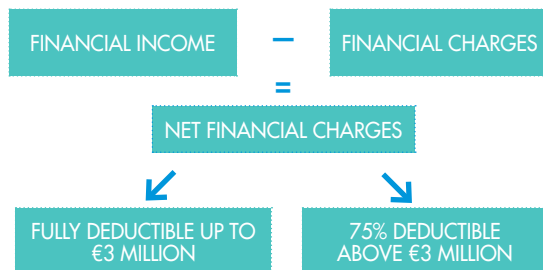 FINANCIAL INCOME
–
FINANCIAL CHARGES
=
NET FINANCIAL CHARGES
FULLY DEDUCTIBLE UP TO
€3 MILLION
75% DEDUCTIBLE
ABOVE €3 MILLION